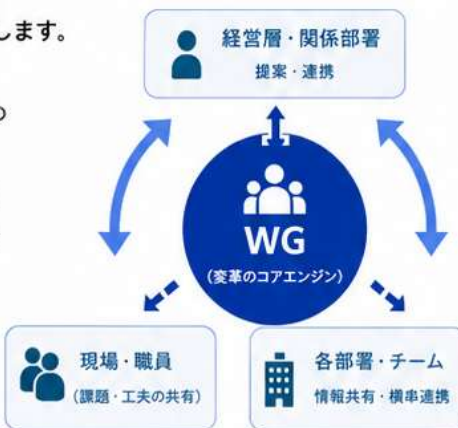 します。
経営層・関係部署
提案・連携
の
WG
(変革のコアエンジン)
現場・職員
(課題・工夫の共有)
各部署・チーム
情報共有・横串連携